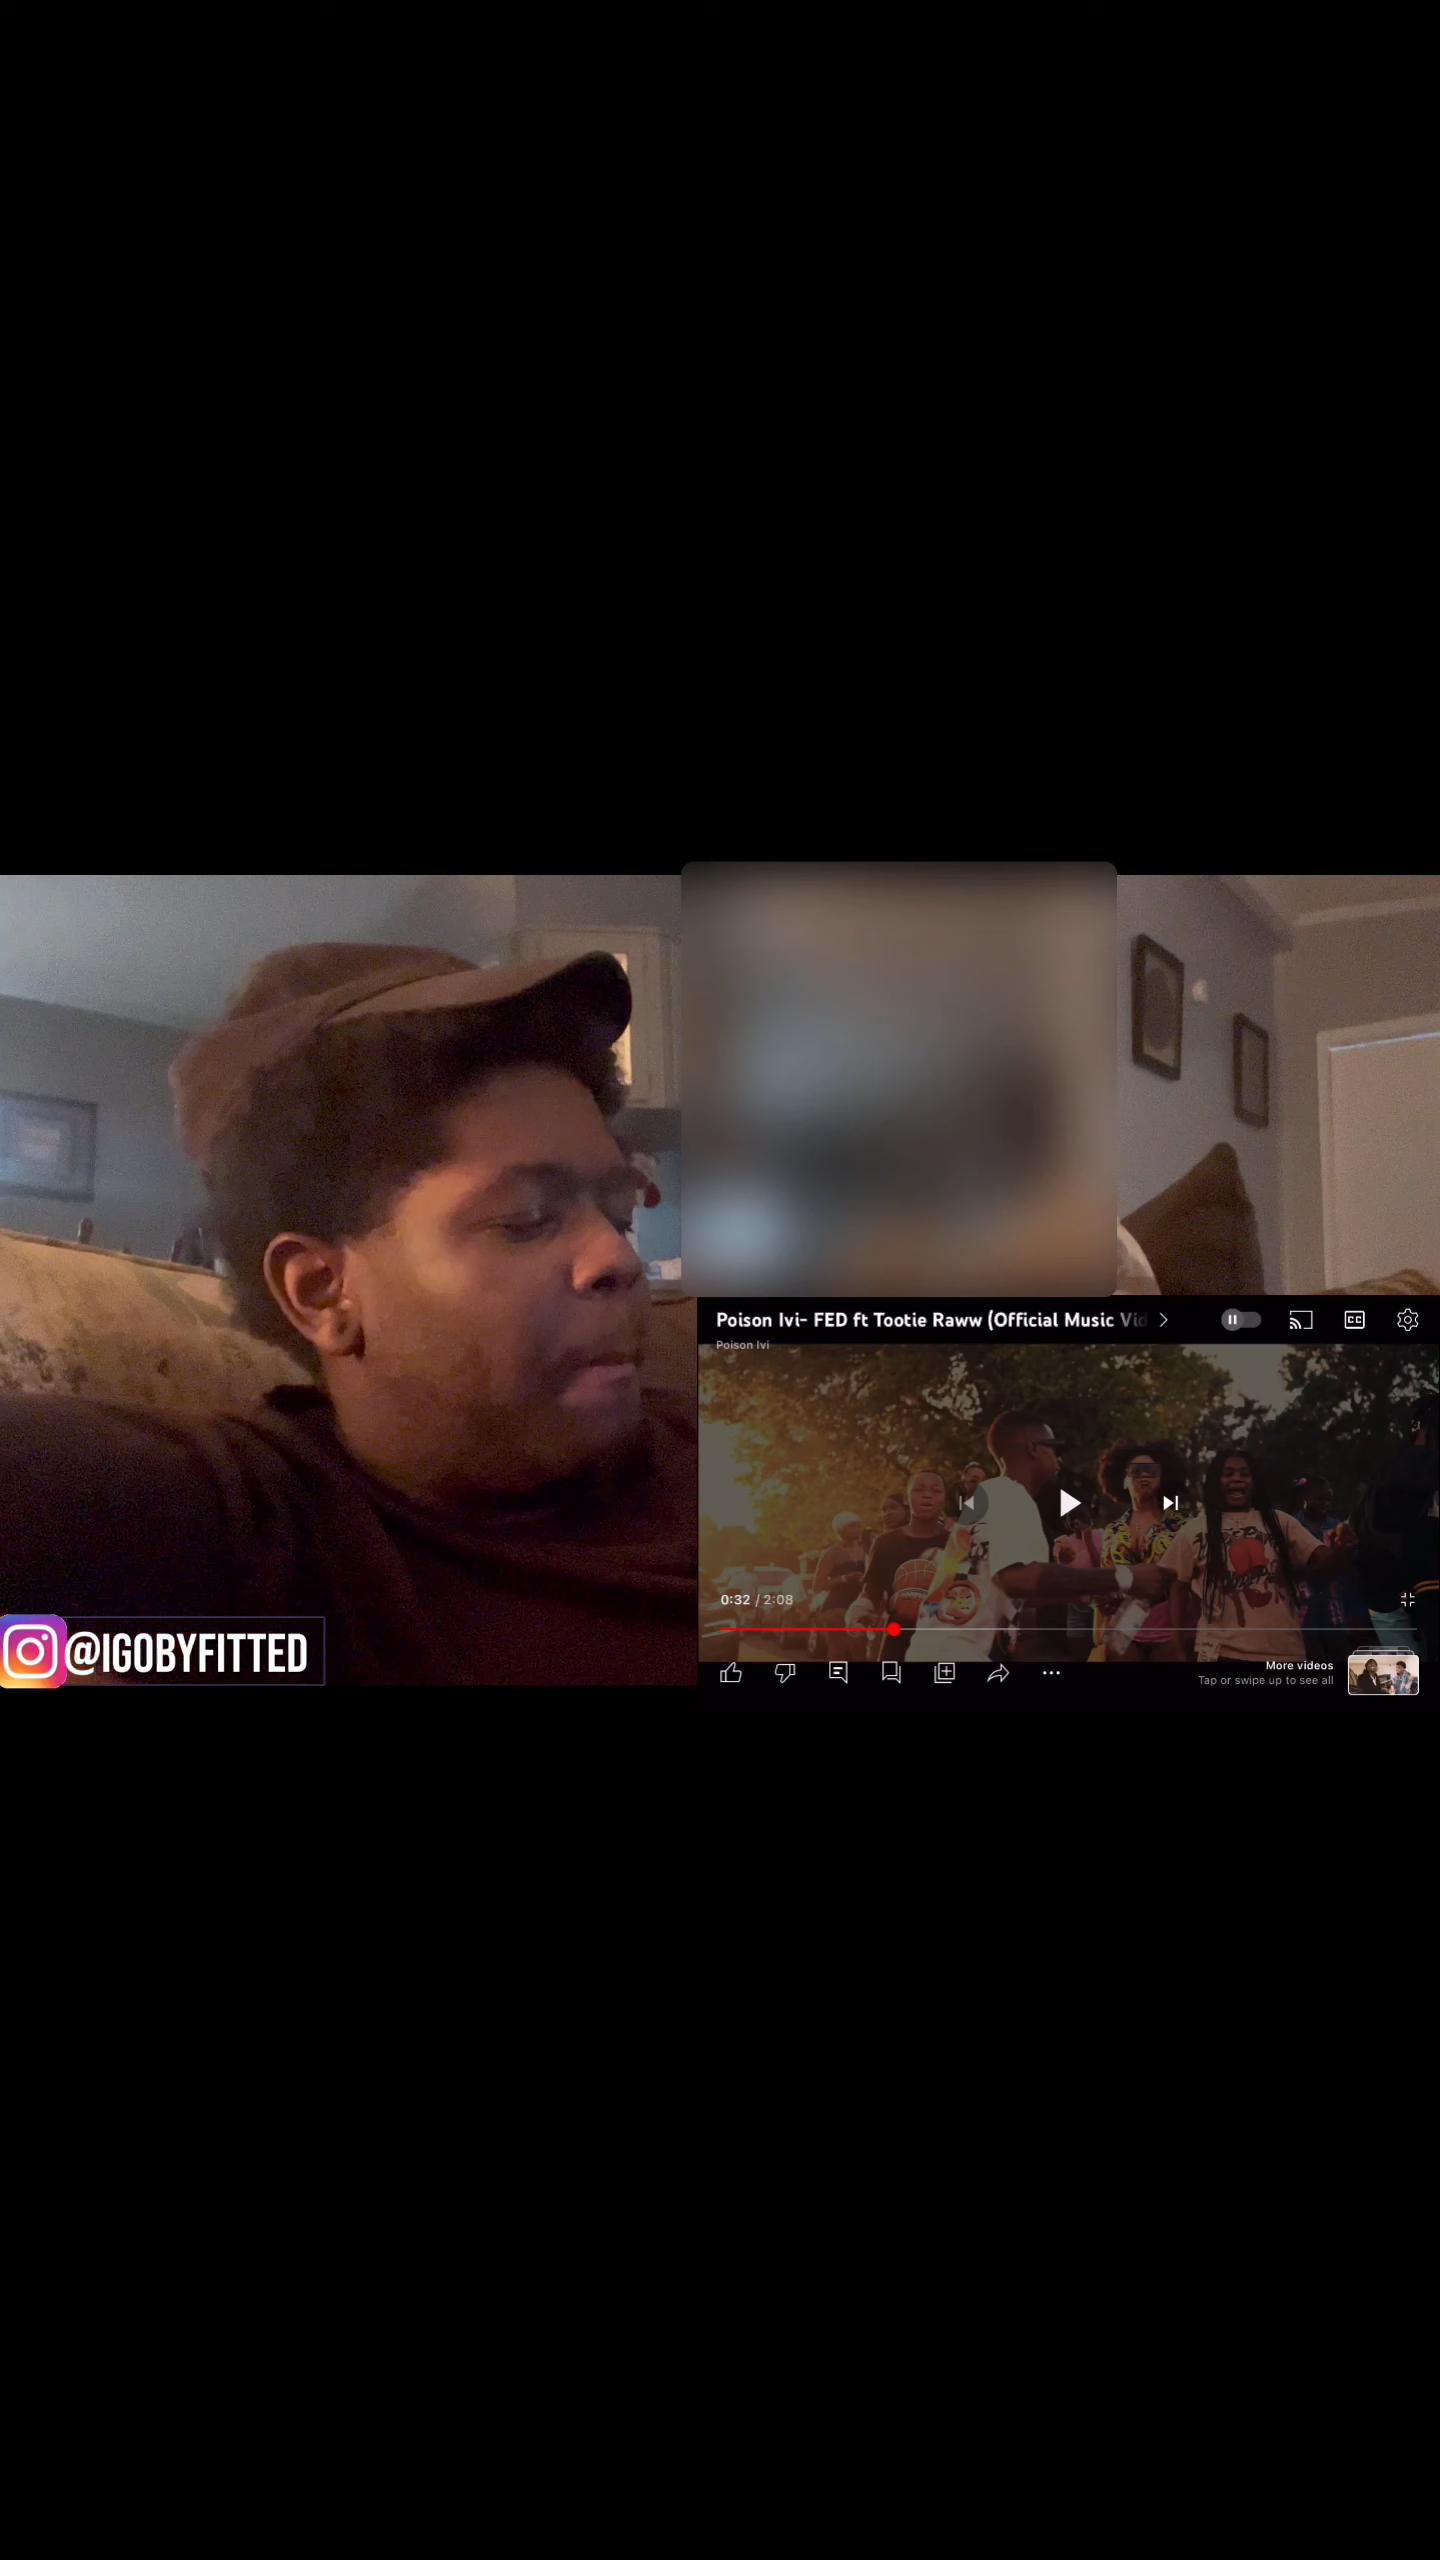 Poison Ivi- FED ft Tootie Raww (Official Music Vid
Poison Ivi
CC
0:32 / 2:08
@IGOBYFITTED
More videos
Tap or swipe up to see all